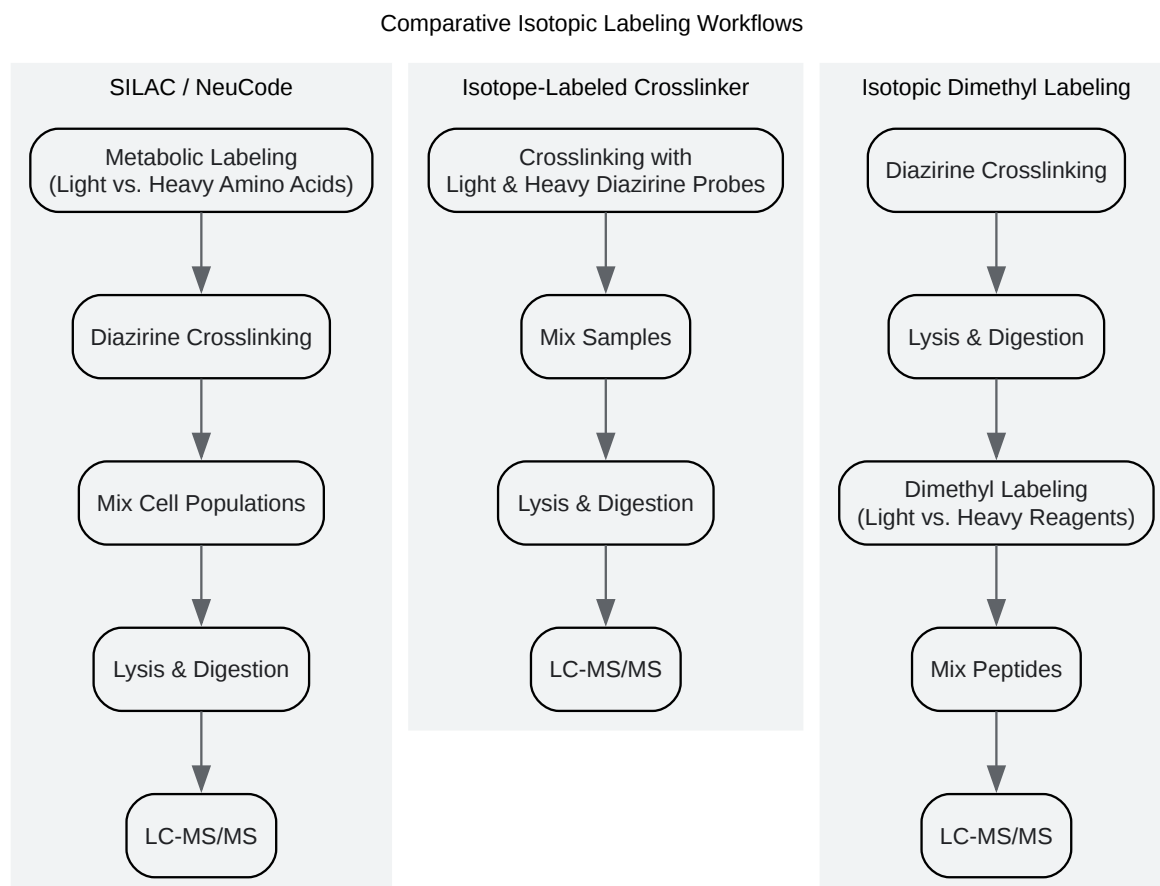 Comparative Isotopic Labeling Workflows
SILAC / NeuCode
Metabolic Labeling
(Light vs. Heavy Amino Acids)
Diazirine Crosslinking
Mix Cell Populations
Lysis & Digestion
LC-MS/MS
Isotope-Labeled Crosslinker
Crosslinking with
Light & Heavy Diazirine Probes
Mix Samples
Lysis & Digestion
LC-MS/MS
Isotopic Dimethyl Labeling
Diazirine Crosslinking
Lysis & Digestion
Dimethyl Labeling
(Light vs. Heavy Reagents)
Mix Peptides
LC-MS/MS